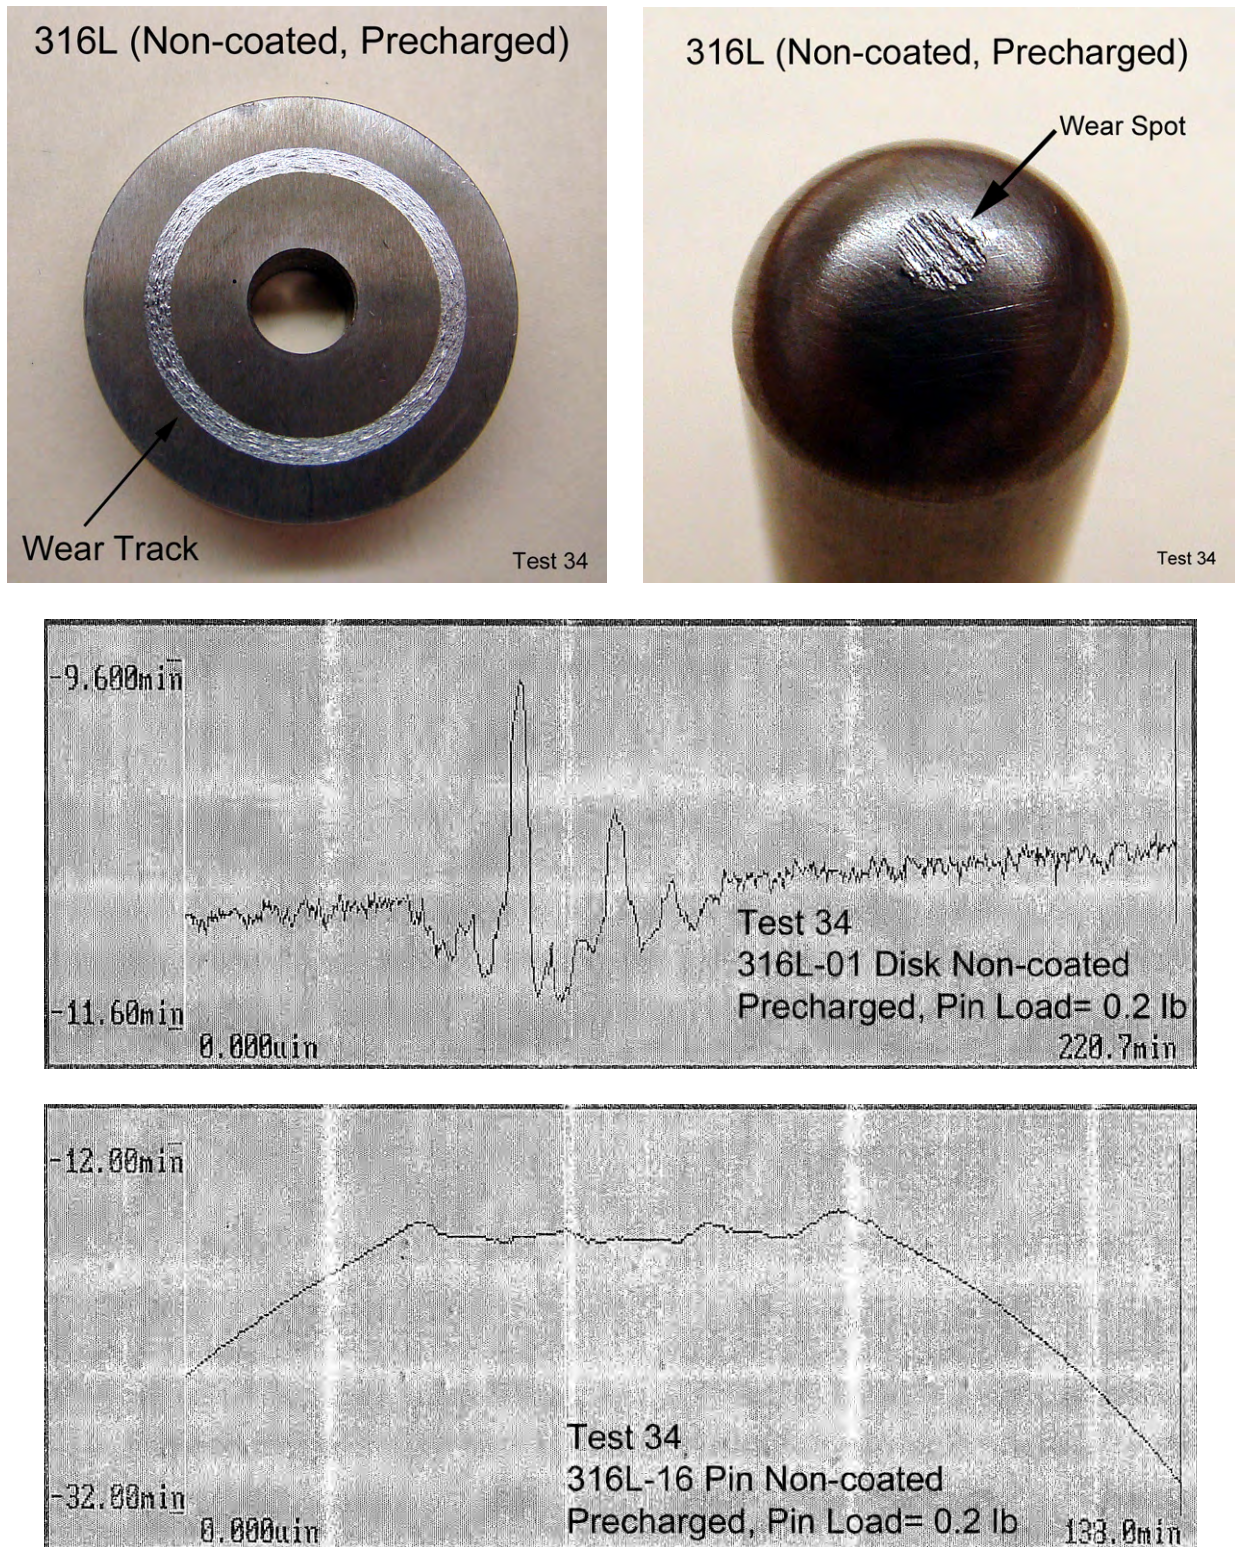 316L (Non-coated, Precharged)
Wear Track
Test 34
316L (Non-coated, Precharged)
Wear Spot
Test 34
-9.600min
-11.60min
0.000uin
220.7min
Test 34
316L-01 Disk Non-coated
Precharged, Pin Load= 0.2 lb
-12.00min
-32.00min
0.000uin
133.0min
Test 34
316L-16 Pin Non-coated
Precharged, Pin Load= 0.2 lb